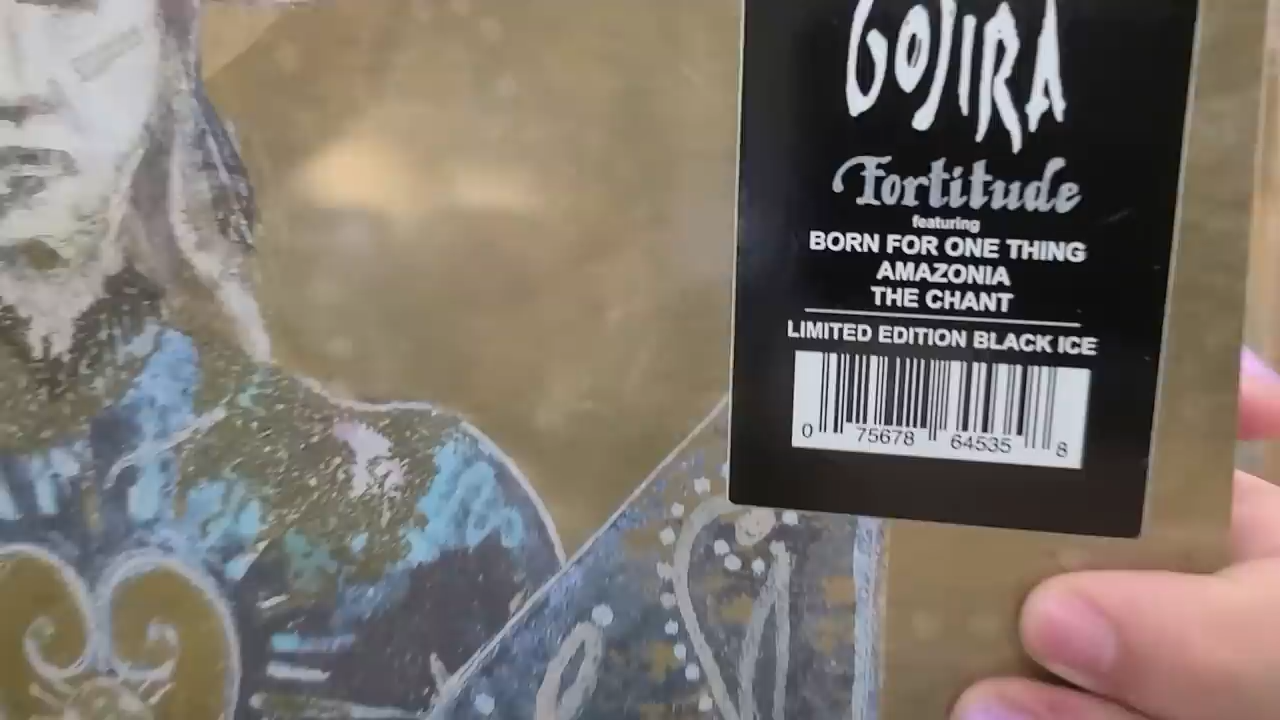 GOJIRA
Fortitude
featuring
BORN FOR ONE THING
AMAZONIA
THE CHANT
LIMITED EDITION BLACK ICE
0 75678 64535 8